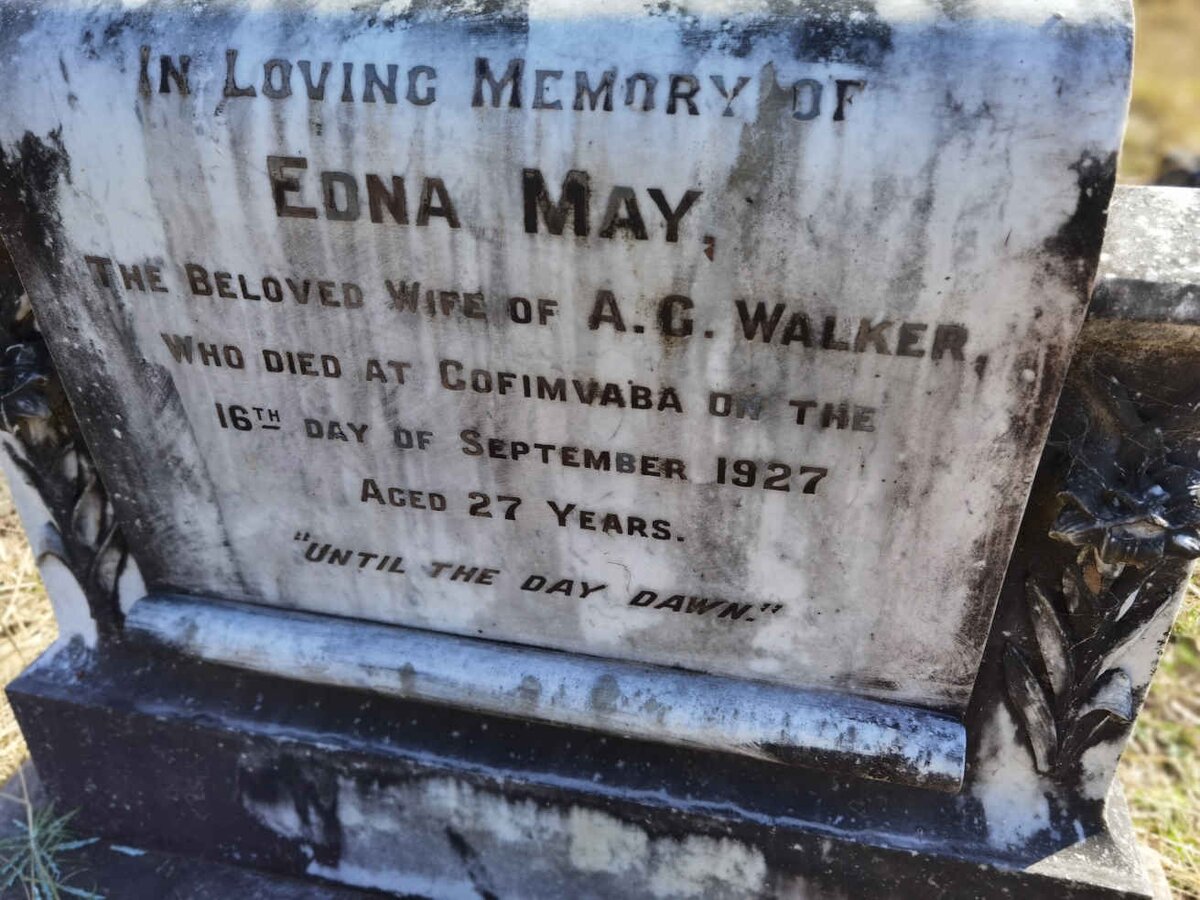 IN LOVING MEMORY OF
EDNA MAY,
THE BELOVED WIFE OF A. G. WALKER,
WHO DIED AT COFIMVABA ON THE
16TH DAY OF SEPTEMBER 1927
AGED 27 YEARS.
"UNTIL THE DAY DAWN."